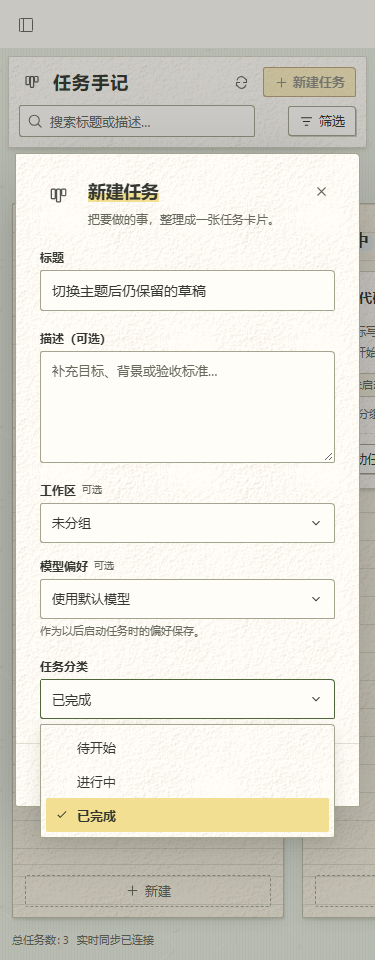 任务手记
+ 新建任务
搜索标题或描述...
筛选
新建任务
把要做的事，整理成一张任务卡片。
标题
切换主题后仍保留的草稿
描述（可选）
补充目标、背景或验收标准...
工作区 可选
未分组
模型偏好 可选
使用默认模型
作为以后启动任务时的偏好保存。
任务分类
已完成
待开始
进行中
已完成
+ 新建
总任务数: 3 实时同步已连接